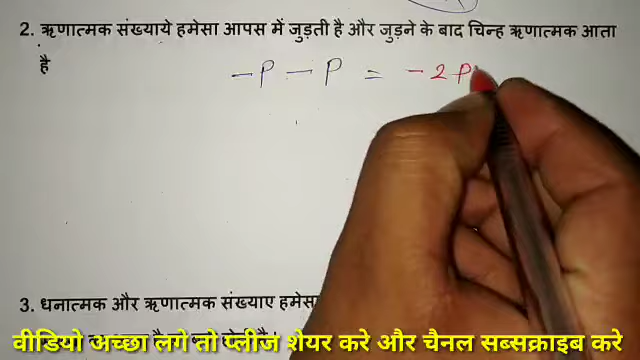 2. ऋणात्मक संख्याये हमेसा आपस में जुड़ती है और जुड़ने के बाद चिन्ह ऋणात्मक आता
है
-P - P = -2P
3. धनात्मक और ऋणात्मक संख्याए हमेसा
वीडियो अच्छा लगे तो प्लीज शेयर करे और चैनल सब्सक्राइब करे